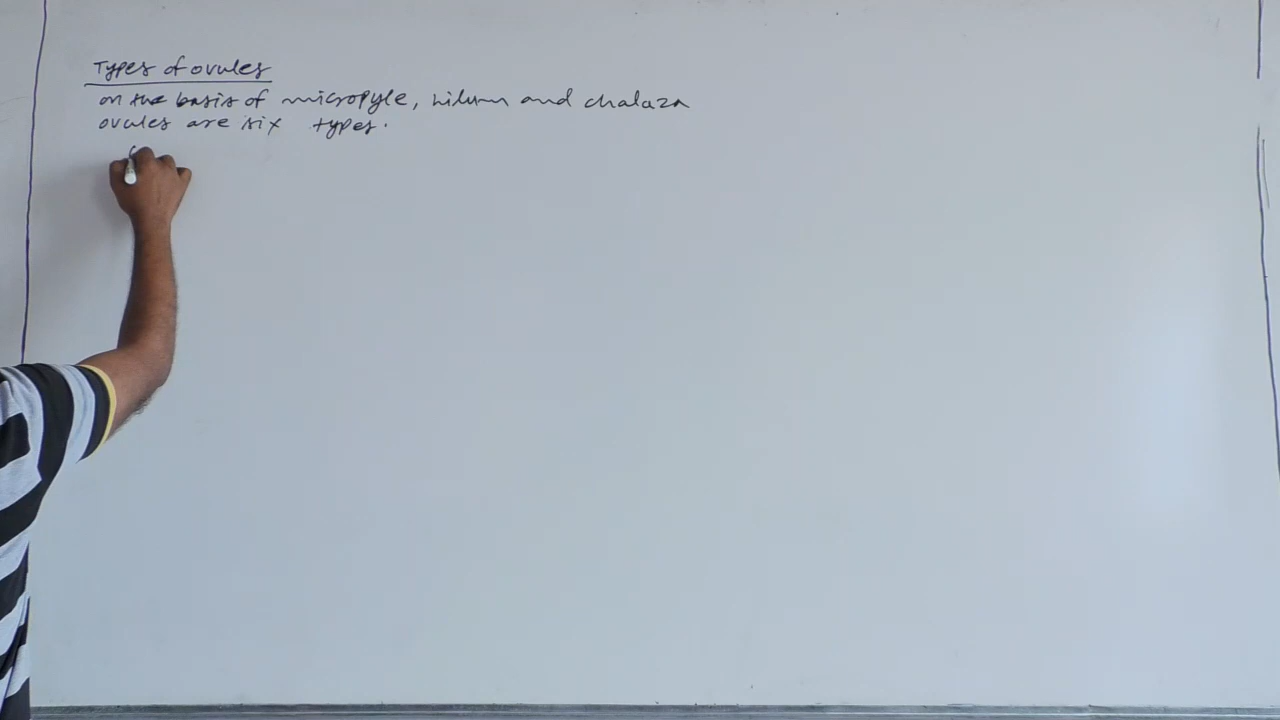 Types of ovules
on the basis of micropyle, hilum and chalaza
ovules are six types.